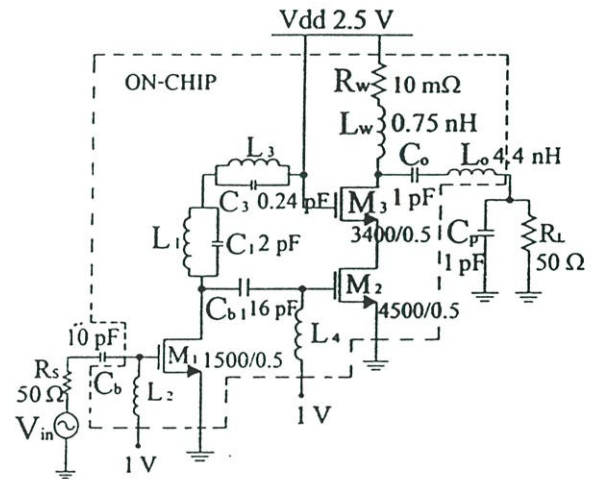 Vdd 2.5 V
ON-CHIP
Rw 10 mΩ
Lw 0.75 nH
L3
Co
Lo 4.4 nH
C3 0.24 pF
1 pF
M3
3400/0.5
L1
C1 2 pF
Cp
1 pF
RL
50 Ω
M2
Cb1 16 pF
4500/0.5
10 pF
L4
M1 1500/0.5
Rs
50 Ω
Cb
L2
Vin
1 V
1 V